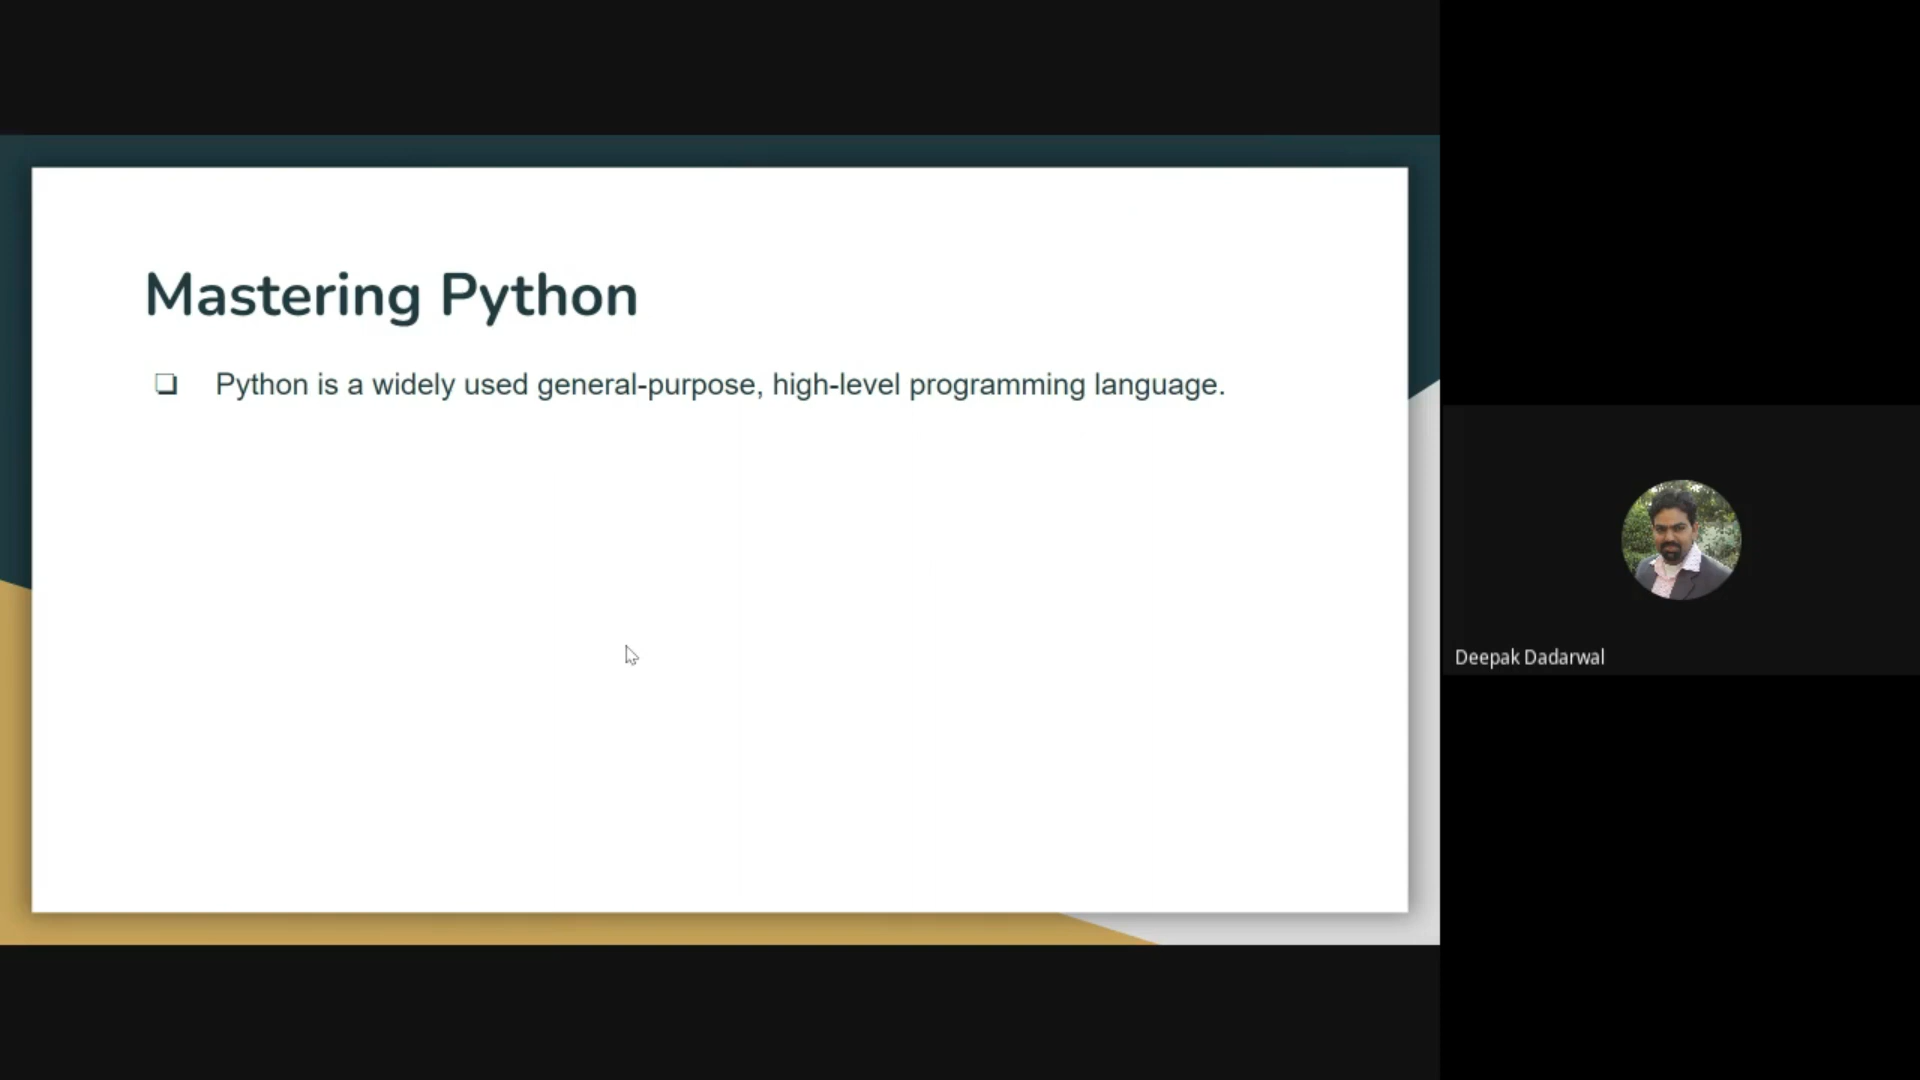 Mastering Python
❏ Python is a widely used general-purpose, high-level programming language.
Deepak Dadarwal